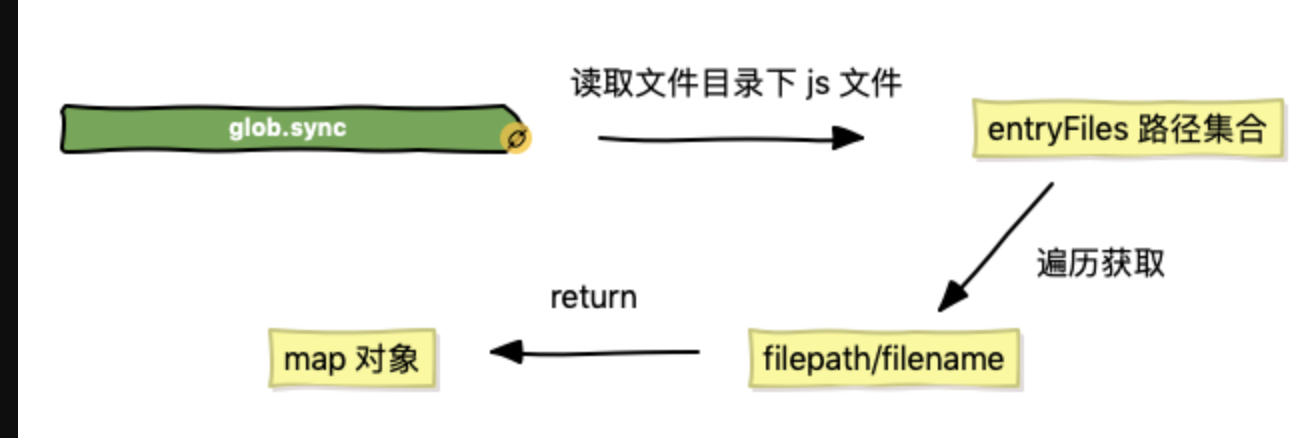 读取文件目录下 js 文件
glob.sync
entryFiles 路径集合
遍历获取
return
filepath/filename
map 对象